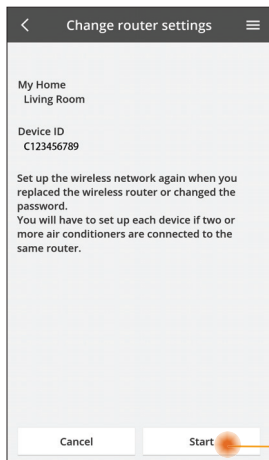 Change router settings
My Home
Living Room
Device ID
C123456789
Set up the wireless network again when you
replaced the wireless router or changed the
password.
You will have to set up each device if two or
more air conditioners are connected to the
same router.
Cancel
Start